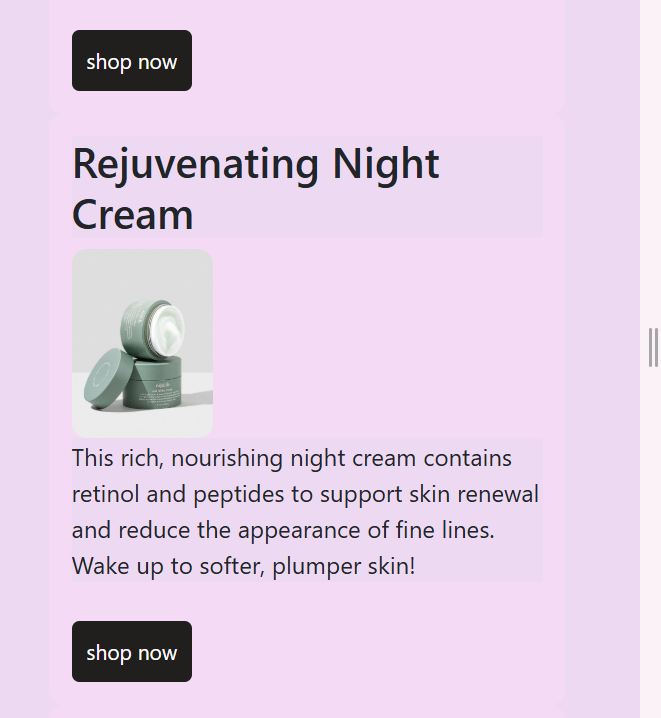 shop now
Rejuvenating Night
Cream
This rich, nourishing night cream contains
retinol and peptides to support skin renewal
and reduce the appearance of fine lines.
Wake up to softer, plumper skin!
shop now